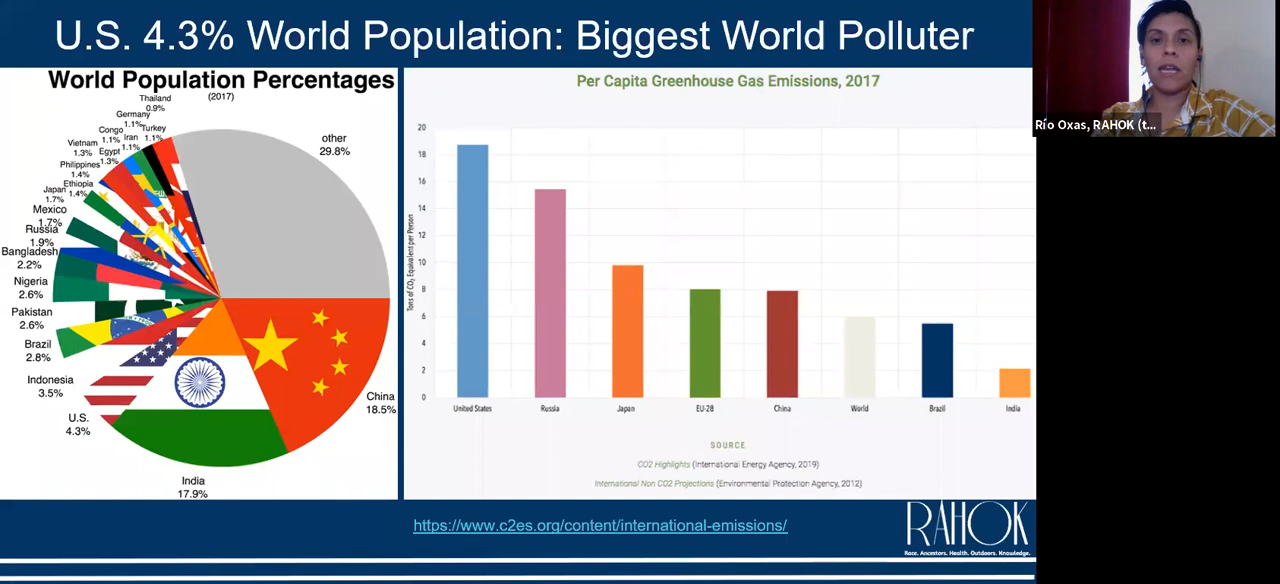 U.S. 4.3% World Population: Biggest World Polluter
World Population Percentages
(2017)
Thailand
0.9%
Germany
1.1%
Turkey
1.1%
Congo
1.1%
Iran
1.1%
Vietnam
1.3%
Egypt
1.3%
Philippines
1.4%
Ethiopia
1.4%
Japan
1.7%
Mexico
1.7%
Russia
1.9%
Bangladesh
2.2%
Nigeria
2.6%
Pakistan
2.6%
Brazil
2.8%
Indonesia
3.5%
U.S.
4.3%
India
17.9%
China
18.5%
other
29.8%
Per Capita Greenhouse Gas Emissions, 2017
Tons of CO2 Equivalent per Person
20
18
16
14
12
10
8
6
4
2
0
United States
Russia
Japan
EU-28
China
World
Brazil
India
SOURCE
CO2 Highlights (International Energy Agency, 2019)
International Non CO2 Projections (Environmental Protection Agency, 2012)
https://www.c2es.org/content/international-emissions/
RAHOK
Race. Ancestors. Health. Outdoors. Knowledge.
Río Oxas, RAHOK (t...